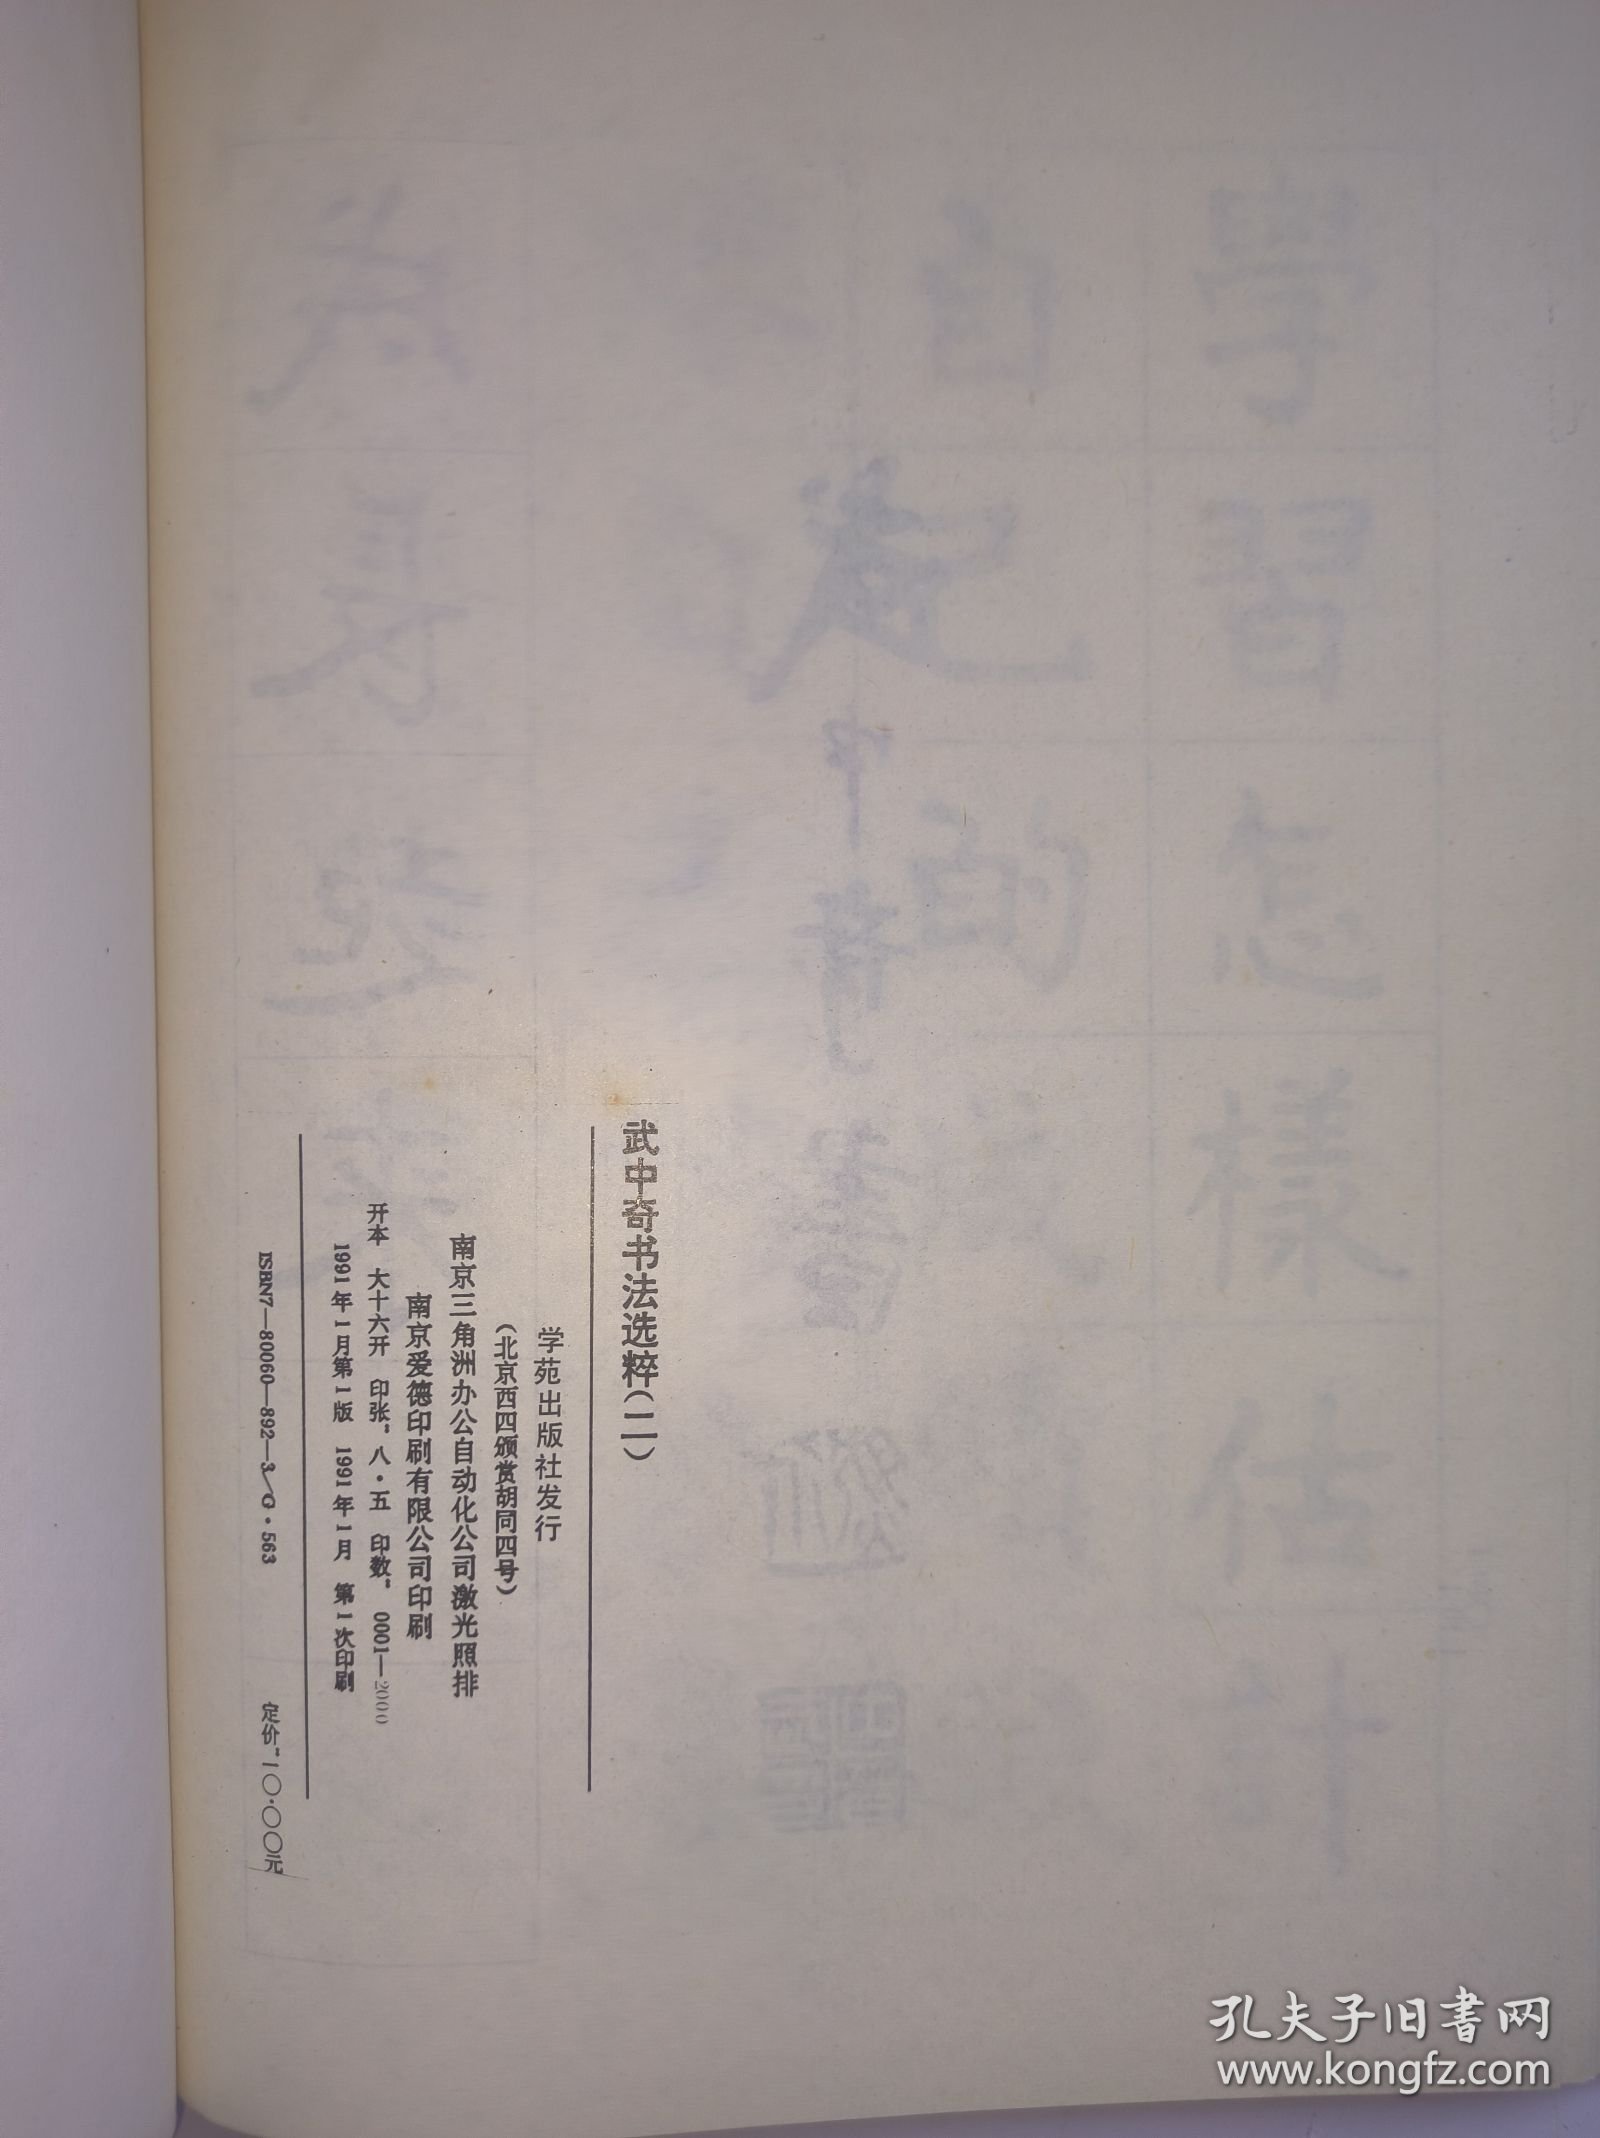 武中奇书法选粹（二）
学苑出版社发行
（北京西四颁赏胡同四号）
南京三角洲办公自动化公司激光照排
南京爱德印刷有限公司印刷
开本 大十六开 印张：八·五 印数：0001—2000
1991年1月第1版 1991年1月 第1次印刷
ISBN7—80060—892—3/G·563 定价：一〇·〇〇元
孔夫子旧书网
www.kongfz.com